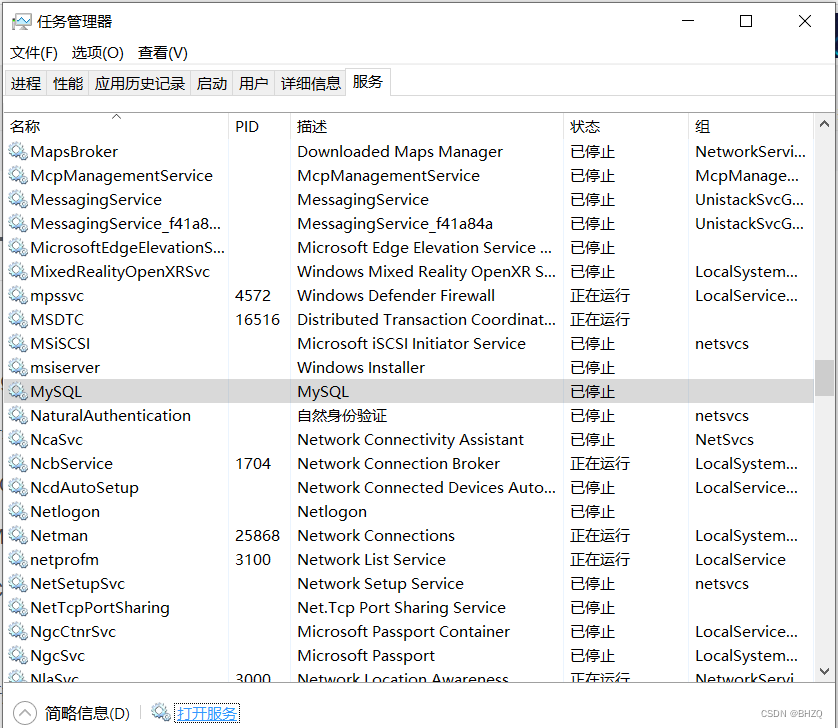 任务管理器
文件(F) 选项(O) 查看(V)
进程 性能 应用历史记录 启动 用户 详细信息 服务
名称 PID 描述 状态 组
MapsBroker Downloaded Maps Manager 已停止 NetworkServi...
McpManagementService McpManagementService 已停止 McpManage...
MessagingService MessagingService 已停止 UnistackSvcG...
MessagingService_f41a8... MessagingService_f41a84a 已停止 UnistackSvcG...
MicrosoftEdgeElevationS... Microsoft Edge Elevation Service ... 已停止
MixedRealityOpenXRSvc Windows Mixed Reality OpenXR S... 已停止 LocalSystem...
mpssvc 4572 Windows Defender Firewall 正在运行 LocalService...
MSDTC 16516 Distributed Transaction Coordinat... 正在运行
MSiSCSI Microsoft iSCSI Initiator Service 已停止 netsvcs
msiserver Windows Installer 已停止
MySQL MySQL 已停止
NaturalAuthentication 自然身份验证 已停止 netsvcs
NcaSvc Network Connectivity Assistant 已停止 NetSvcs
NcbService 1704 Network Connection Broker 正在运行 LocalSystem...
NcdAutoSetup Network Connected Devices Auto... 已停止 LocalService...
Netlogon Netlogon 已停止
Netman 25868 Network Connections 正在运行 LocalSystem...
netprofm 3100 Network List Service 正在运行 LocalService
NetSetupSvc Network Setup Service 已停止 netsvcs
NetTcpPortSharing Net.Tcp Port Sharing Service 已停止
NgcCtnrSvc Microsoft Passport Container 已停止 LocalService...
NgcSvc Microsoft Passport 已停止 LocalSystem...
NlaSvc 3000 Network Location Awareness 正在运行 NetworkServi...
简略信息(D) 打开服务
CSDN @BHZQ